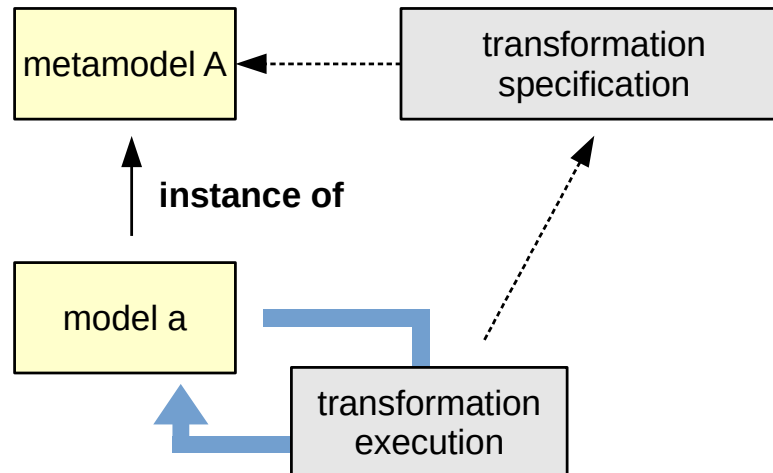 metamodel A
transformation
specification
instance of
model a
transformation
execution